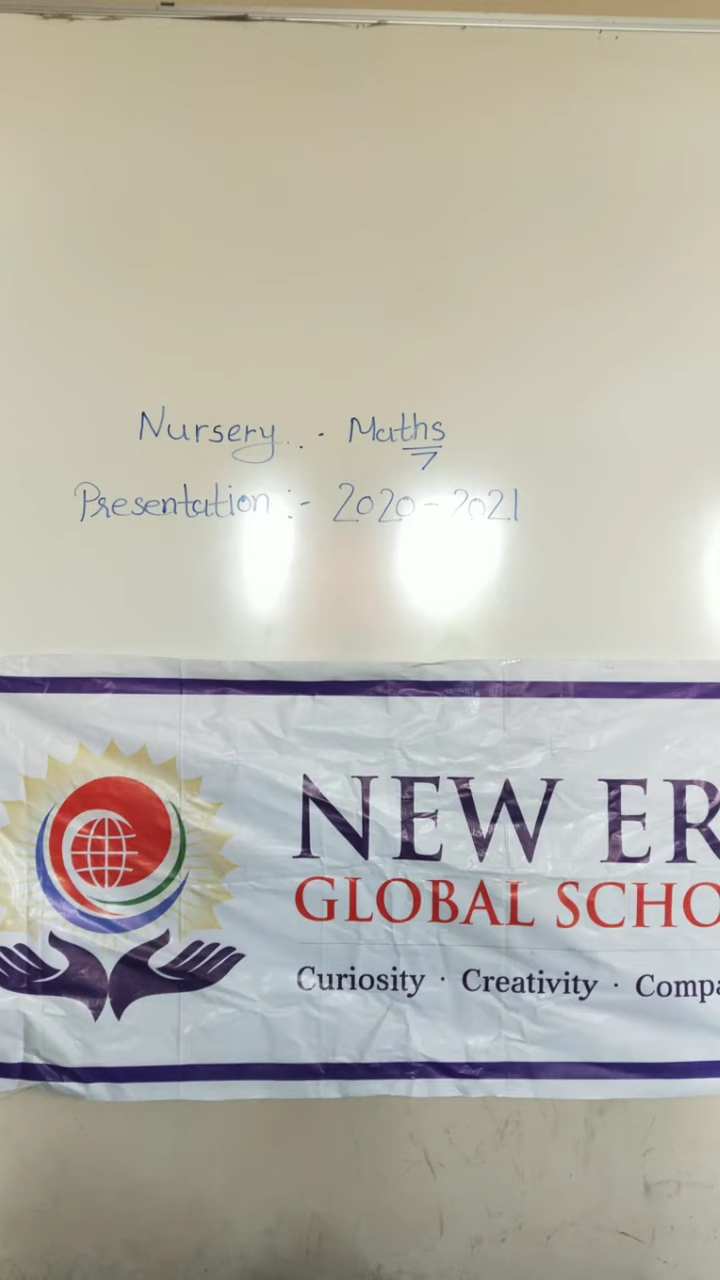 Nursery..- Maths
Presentation :- 2020-2021
NEW ER
GLOBAL SCHO
Curiosity · Creativity · Compa